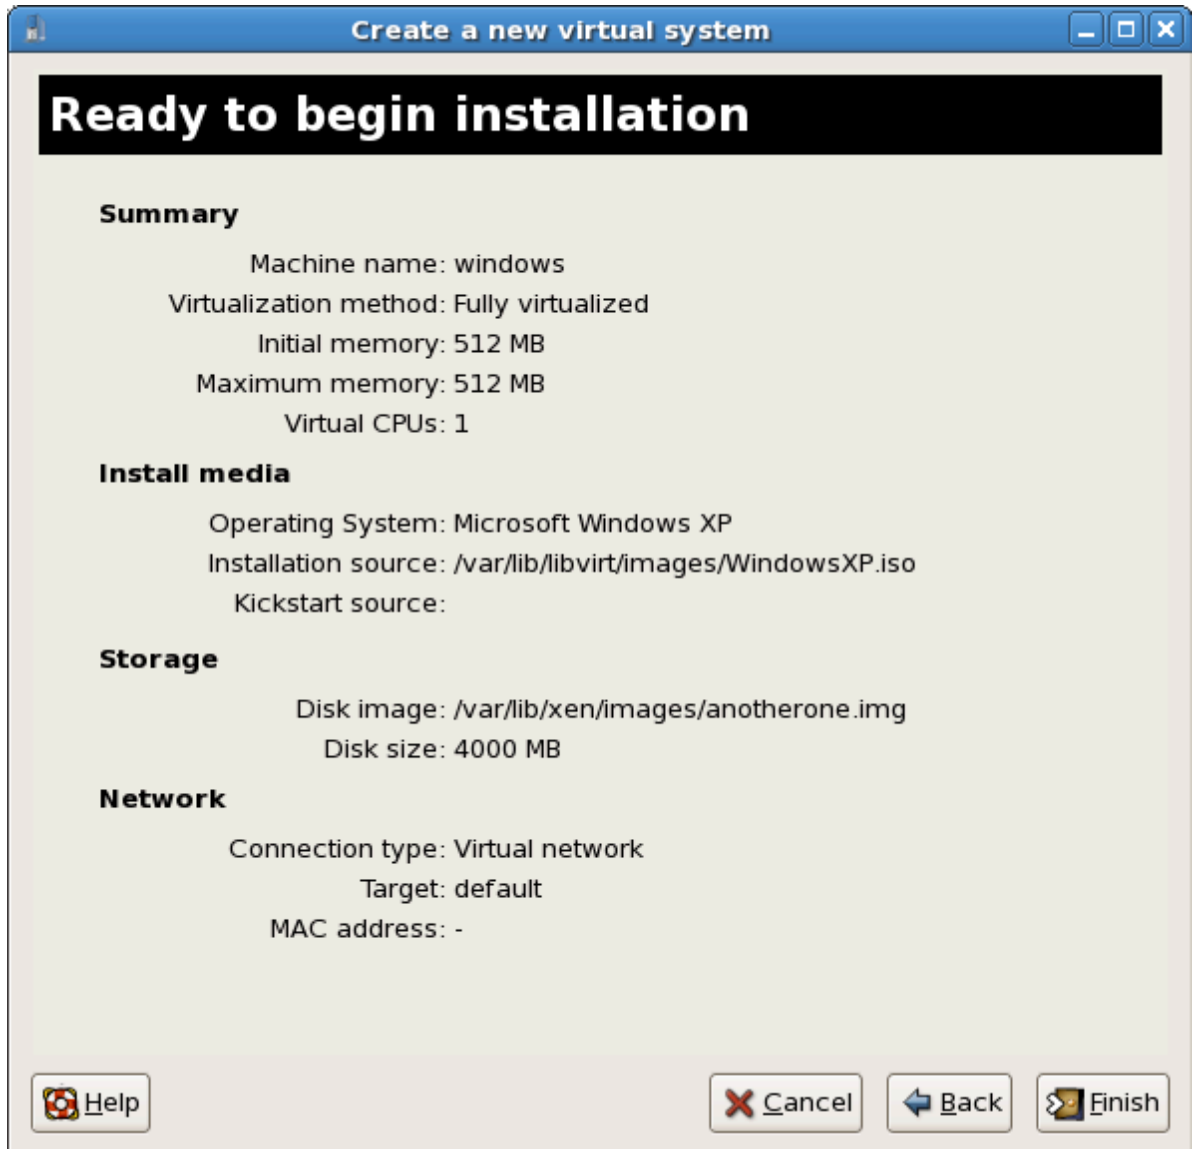 Create a new virtual system
Ready to begin installation
Summary
Machine name: windows
Virtualization method: Fully virtualized
Initial memory: 512 MB
Maximum memory: 512 MB
Virtual CPUs: 1
Install media
Operating System: Microsoft Windows XP
Installation source: /var/lib/libvirt/images/WindowsXP.iso
Kickstart source:
Storage
Disk image: /var/lib/xen/images/anotherone.img
Disk size: 4000 MB
Network
Connection type: Virtual network
Target: default
MAC address: -
Help Cancel Back Finish